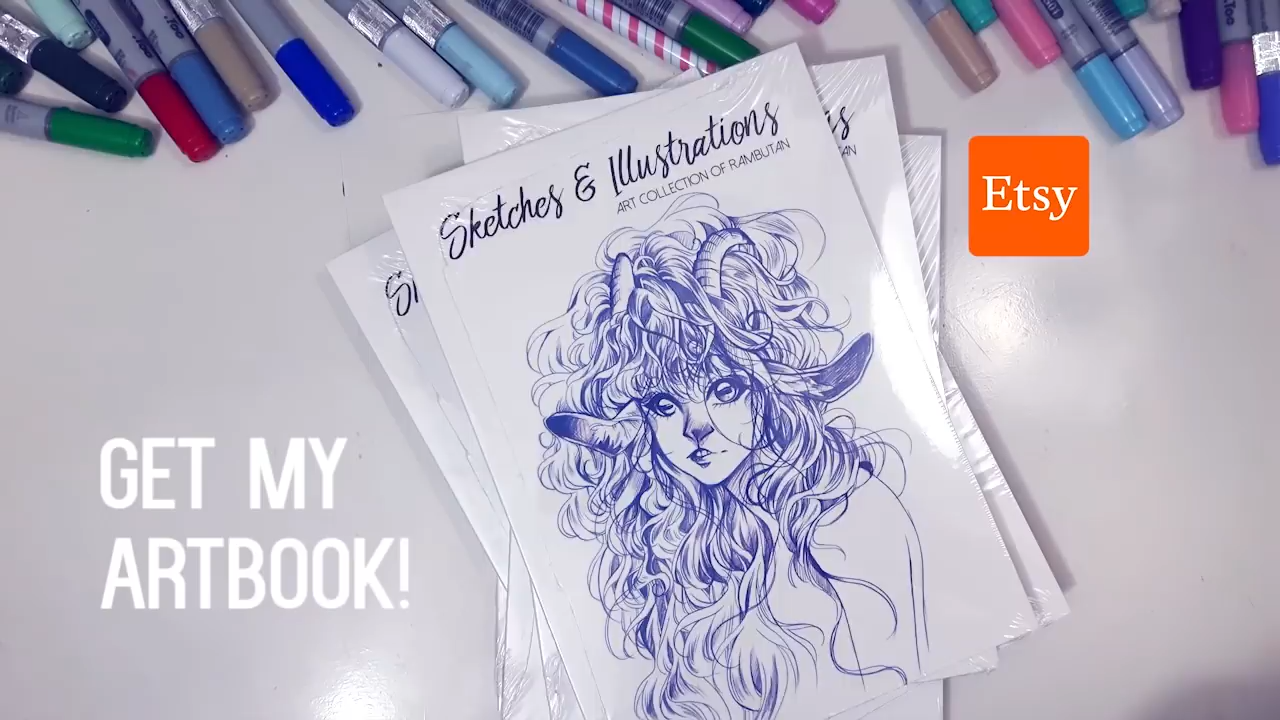 Sketches & Illustrations
ART COLLECTION OF RAMBUTAN
Etsy
GET MY
ARTBOOK!